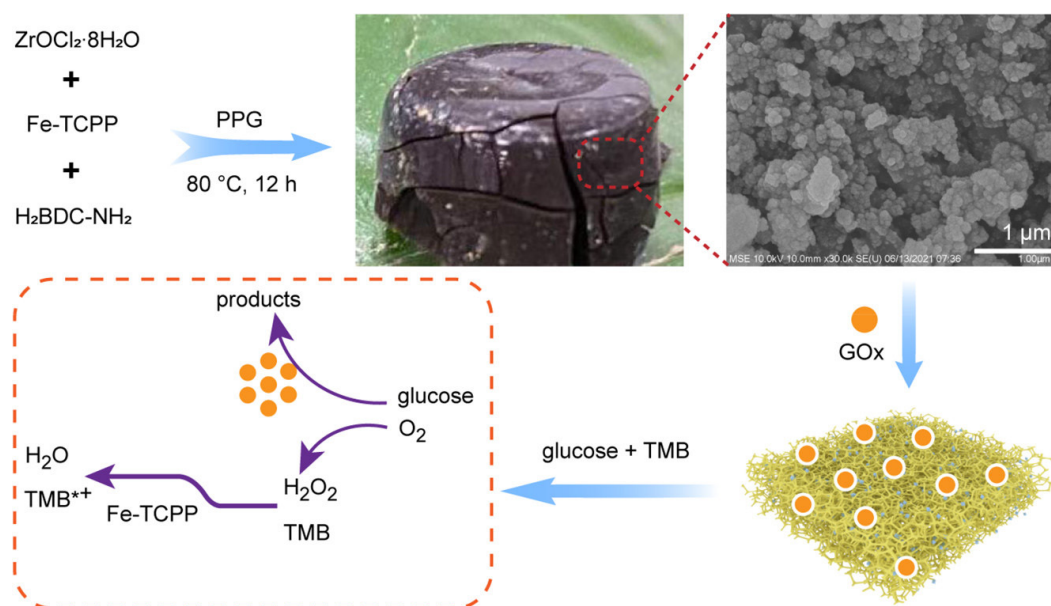 ZrOCl₂·8H₂O
+
Fe-TCPP
+
H₂BDC-NH₂
PPG
80 °C, 12 h
1 μm
MSE 10.0kV 10.0mm x30.0k SE(U) 06/13/2021 07:36
1.00μm
GOx
glucose + TMB
products
glucose
O₂
H₂O₂
TMB
Fe-TCPP
H₂O
TMB*⁺